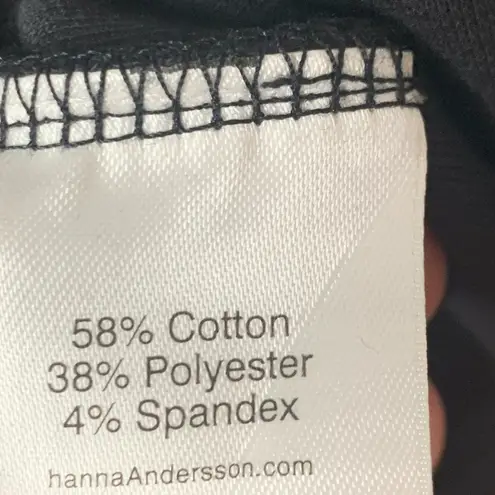 58% Cotton
38% Polyester
4% Spandex
hannaAndersson.com